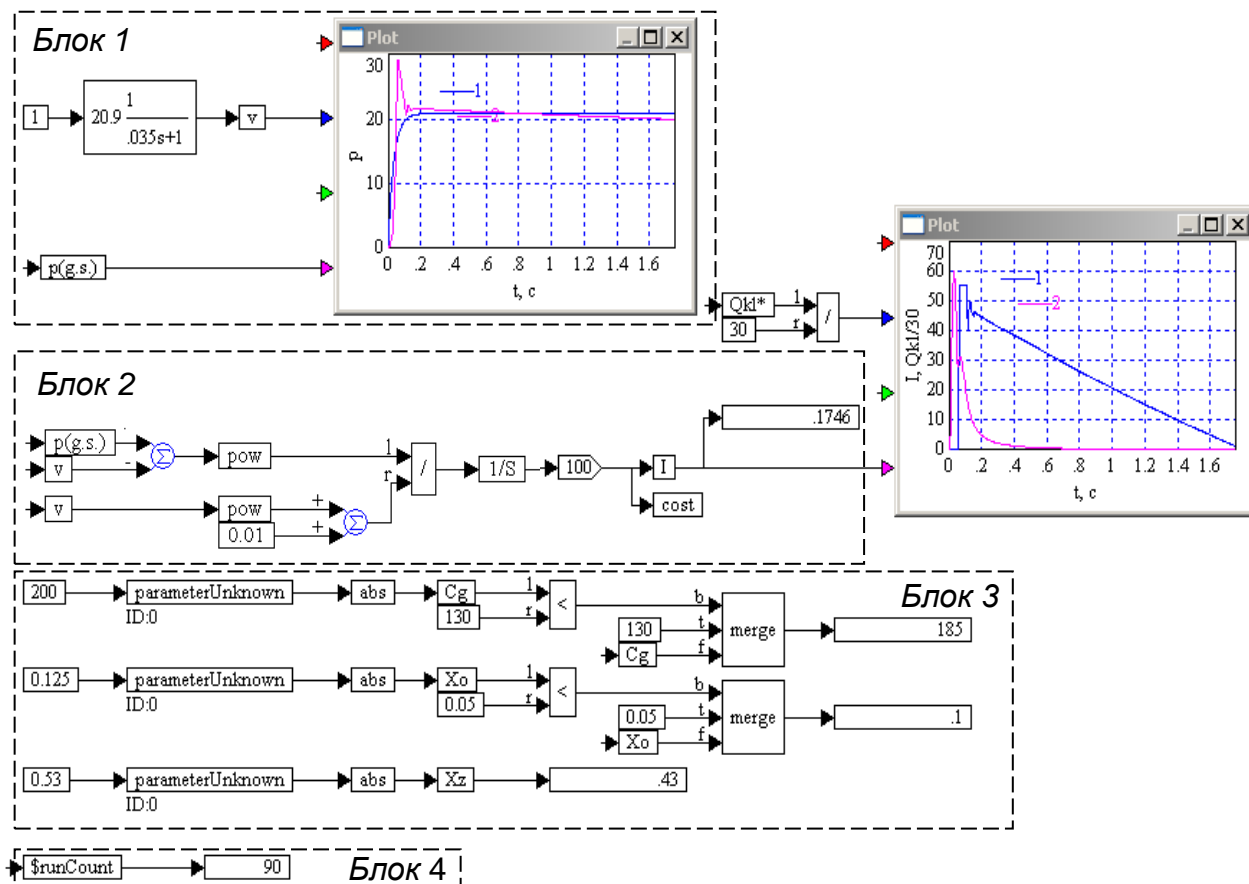 Блок 1
Plot
1
20.9
1
.035s+1
v
p(g.s.)
30
20
10
0
p
1
2
0 .2 .4 .6 .8 1 1.2 1.4 1.6
t, c
Qkl*
30
l
r
/
Plot
70
60
50
40
30
20
10
0
I, Qkl/30
1
2
0 .2 .4 .6 .8 1 1.2 1.4 1.6
t, c
Блок 2
p(g.s.)
v
-
Σ
pow
l
r
/
1/S
100
I
cost
.1746
v
pow
0.01
+
+
Σ
Блок 3
200
parameterUnknown
ID:0
abs
Cg
130
l
r
<
130
Cg
b
t
f
merge
185
0.125
parameterUnknown
ID:0
abs
Xo
0.05
l
r
<
0.05
Xo
b
t
f
merge
.1
0.53
parameterUnknown
ID:0
abs
Xz
.43
$runCount
90
Блок 4